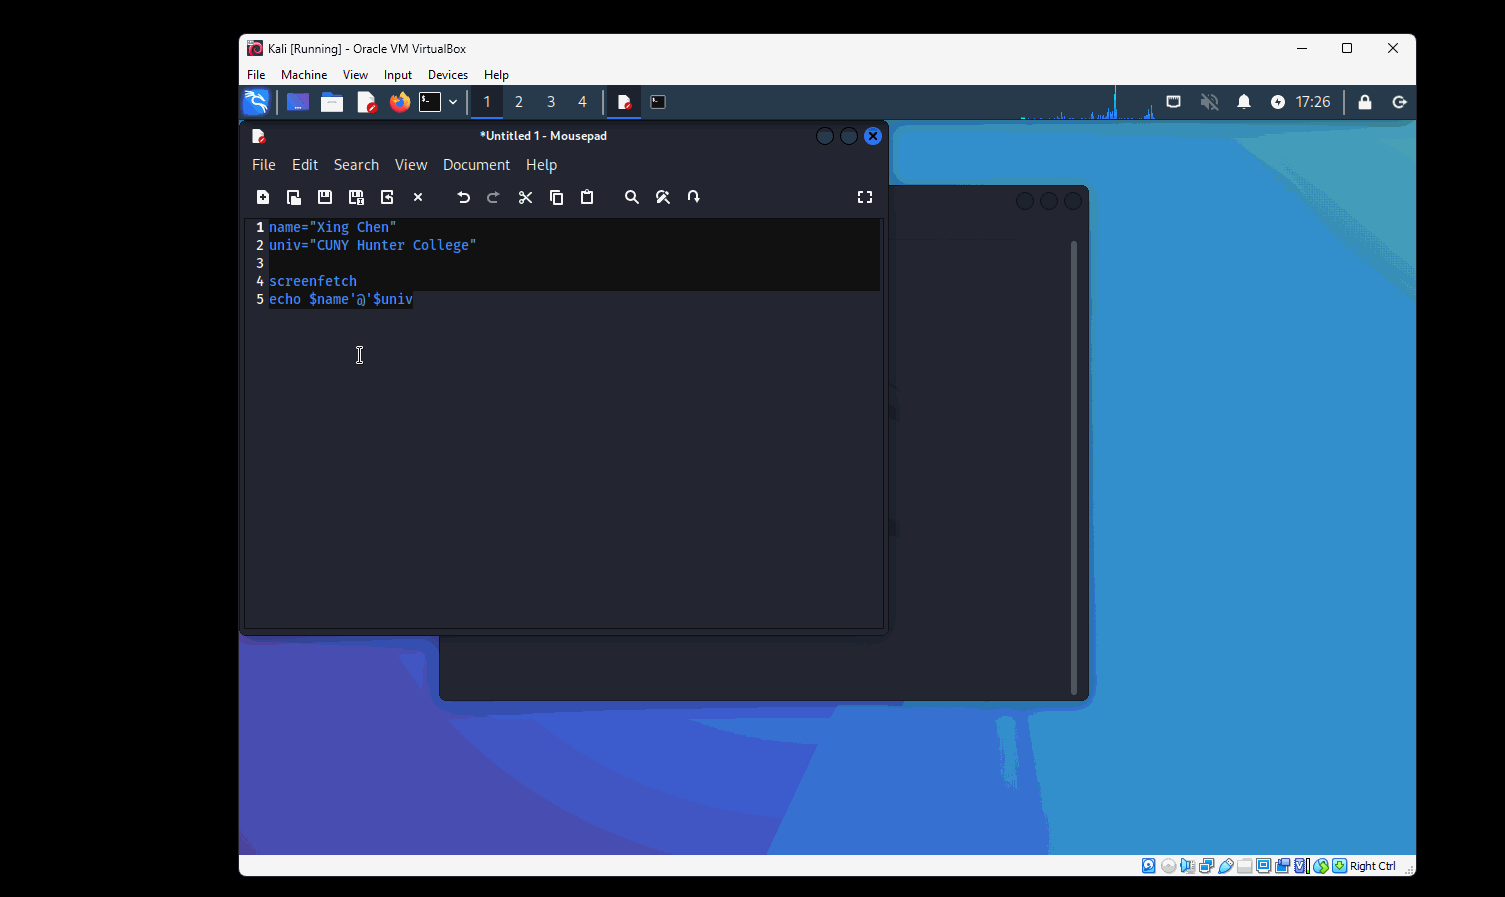 Kali [Running] - Oracle VM VirtualBox
File Machine View Input Devices Help
1 2 3 4 17:26
*Untitled 1 - Mousepad
File Edit Search View Document Help
1 name="Xing Chen"
2 univ="CUNY Hunter College"
3
4 screenfetch
5 echo $name'@'$univ
Right Ctrl